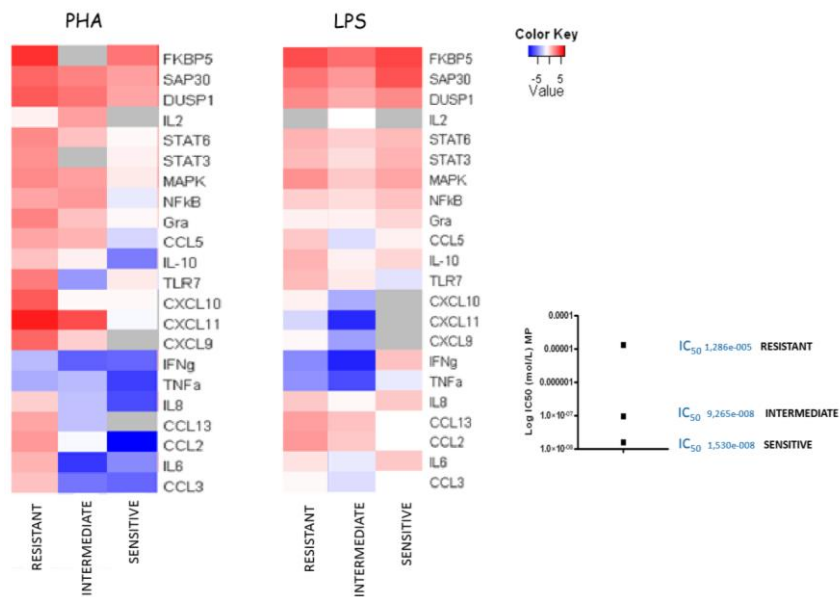 PHA
FKBP5
SAP30
DUSP1
IL2
STAT6
STAT3
MAPK
NFkB
Gra
CCL5
IL-10
TLR7
CXCL10
CXCL11
CXCL9
IFNg
TNFa
IL8
CCL13
CCL2
IL6
CCL3
RESISTANT
INTERMEDIATE
SENSITIVE
LPS
FKBP5
SAP30
DUSP1
IL2
STAT6
STAT3
MAPK
NFkB
Gra
CCL5
IL-10
TLR7
CXCL10
CXCL11
CXCL9
IFNg
TNFa
IL8
CCL13
CCL2
IL6
CCL3
RESISTANT
INTERMEDIATE
SENSITIVE
Color Key
-5 5
Value
Log IC50 (mol/L) MP
0.0001
0.00001
0.000001
1.0×10-07
1.0×10-08
IC50 1,286e-005 RESISTANT
IC50 9,265e-008 INTERMEDIATE
IC50 1,530e-008 SENSITIVE